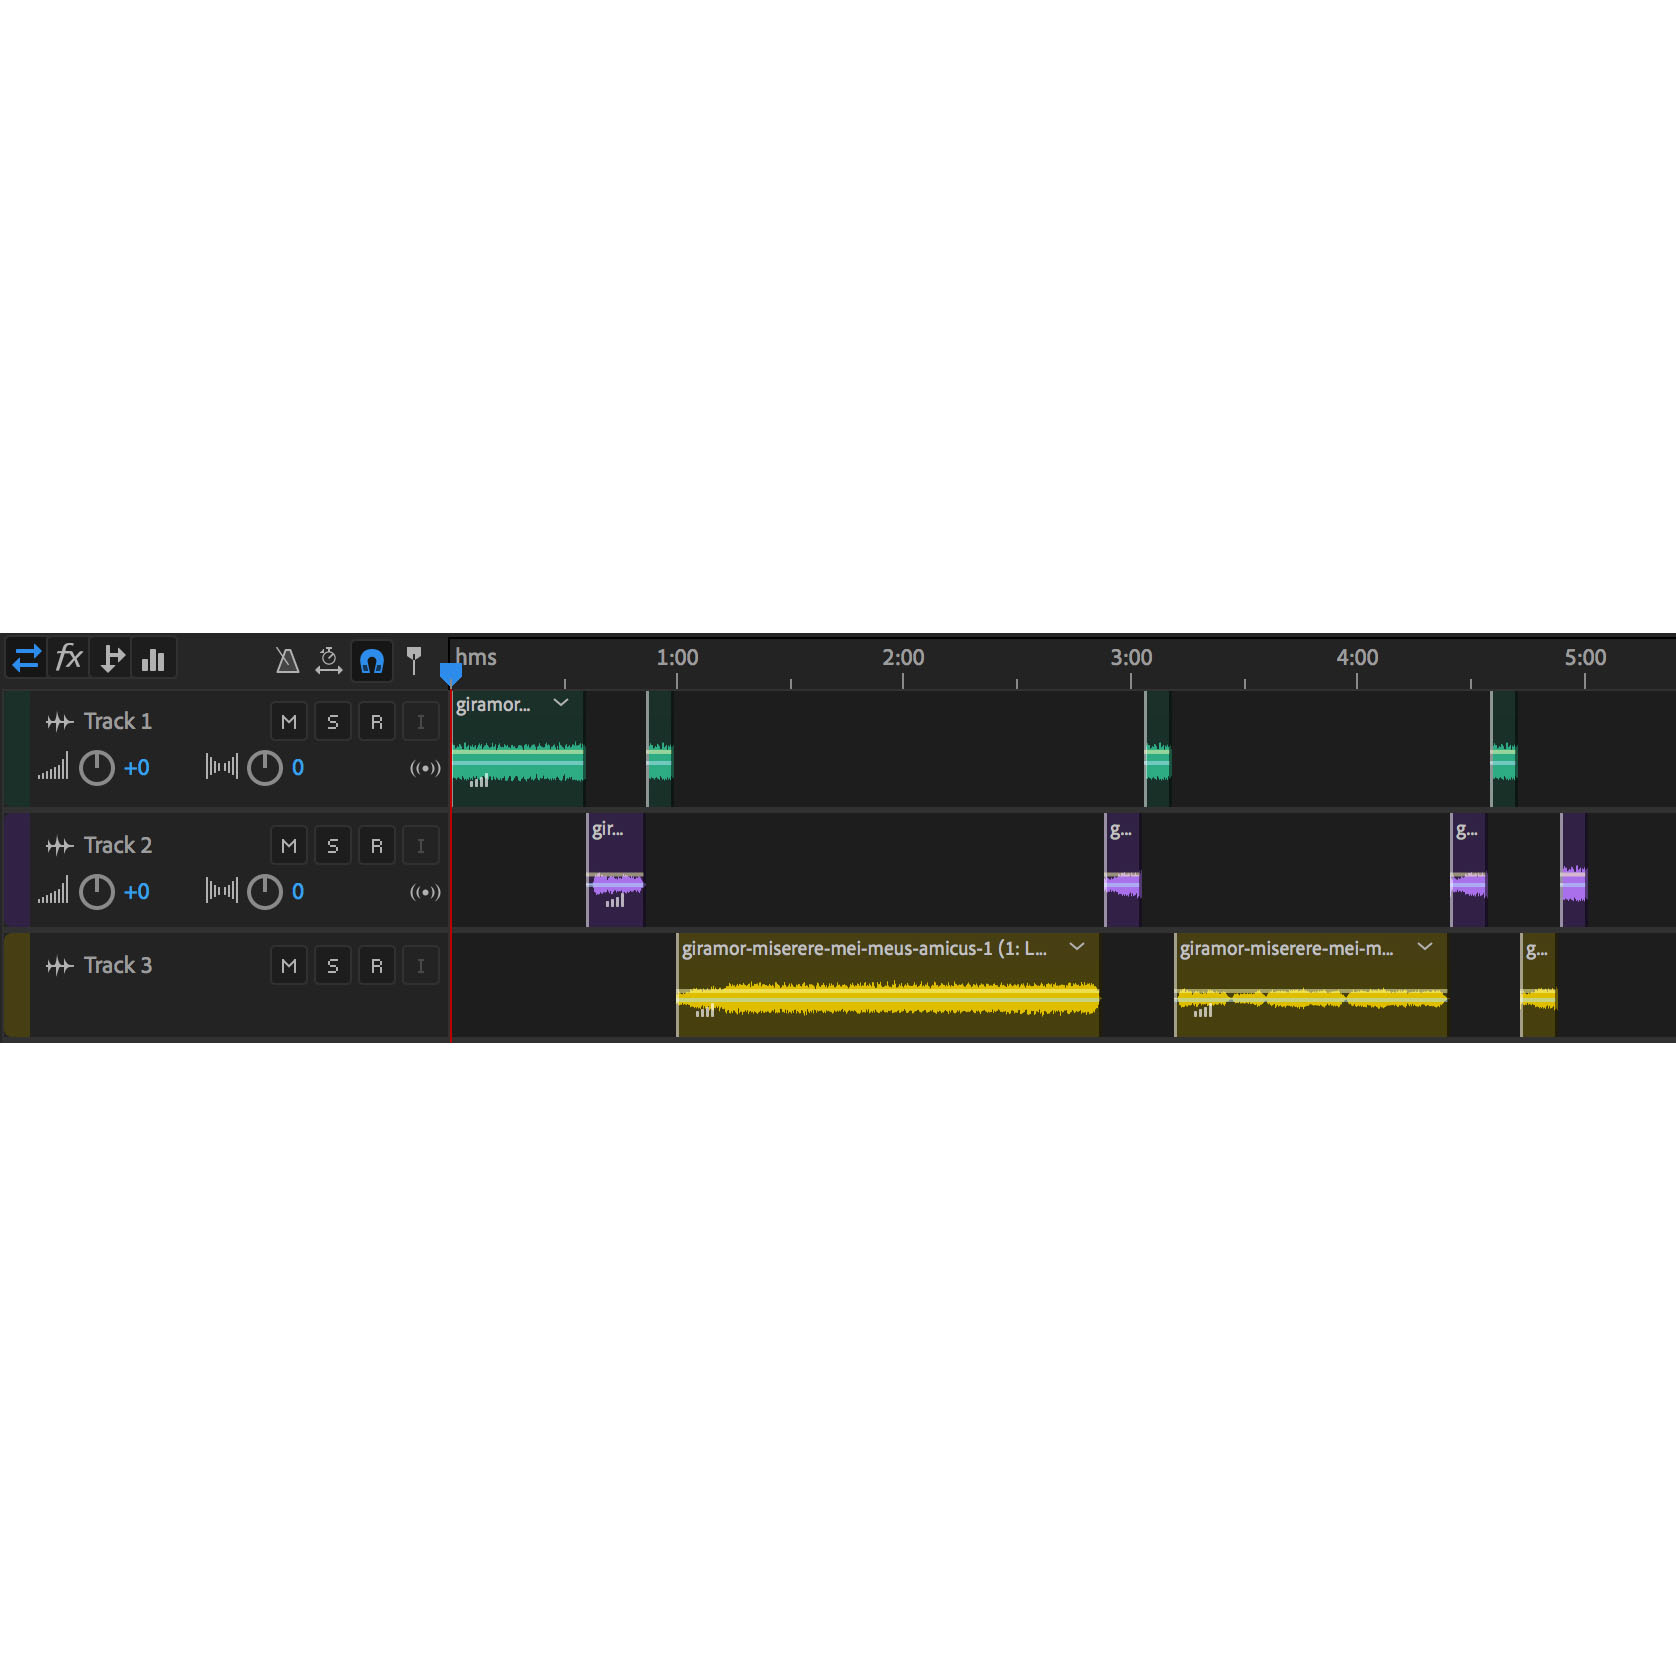 fx hms 1:00 2:00 3:00 4:00 5:00
Track 1 M S R I giramor...
+0 0
Track 2 M S R I gir... g... g...
+0 0
Track 3 M S R I giramor-miserere-mei-meus-amicus-1 (1: L... giramor-miserere-mei-m... g...